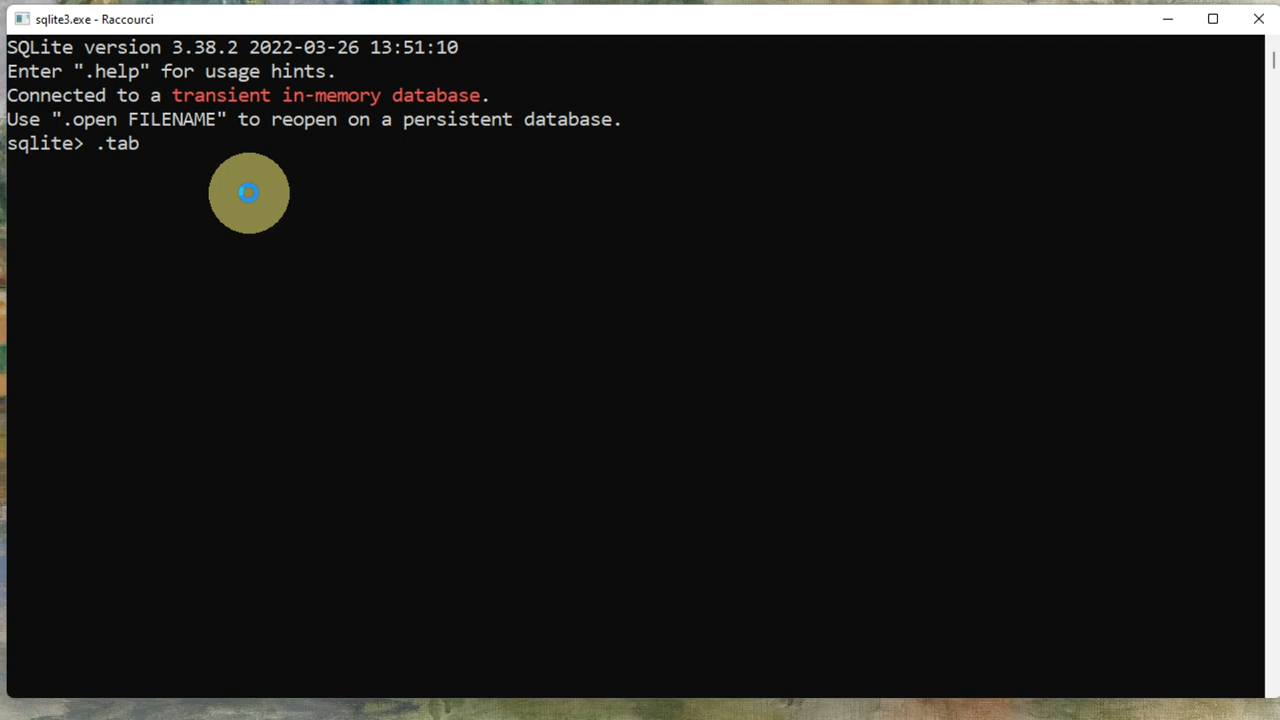 sqlite3.exe - Raccourci
SQLite version 3.38.2 2022-03-26 13:51:10
Enter ".help" for usage hints.
Connected to a transient in-memory database.
Use ".open FILENAME" to reopen on a persistent database.
sqlite> .tab